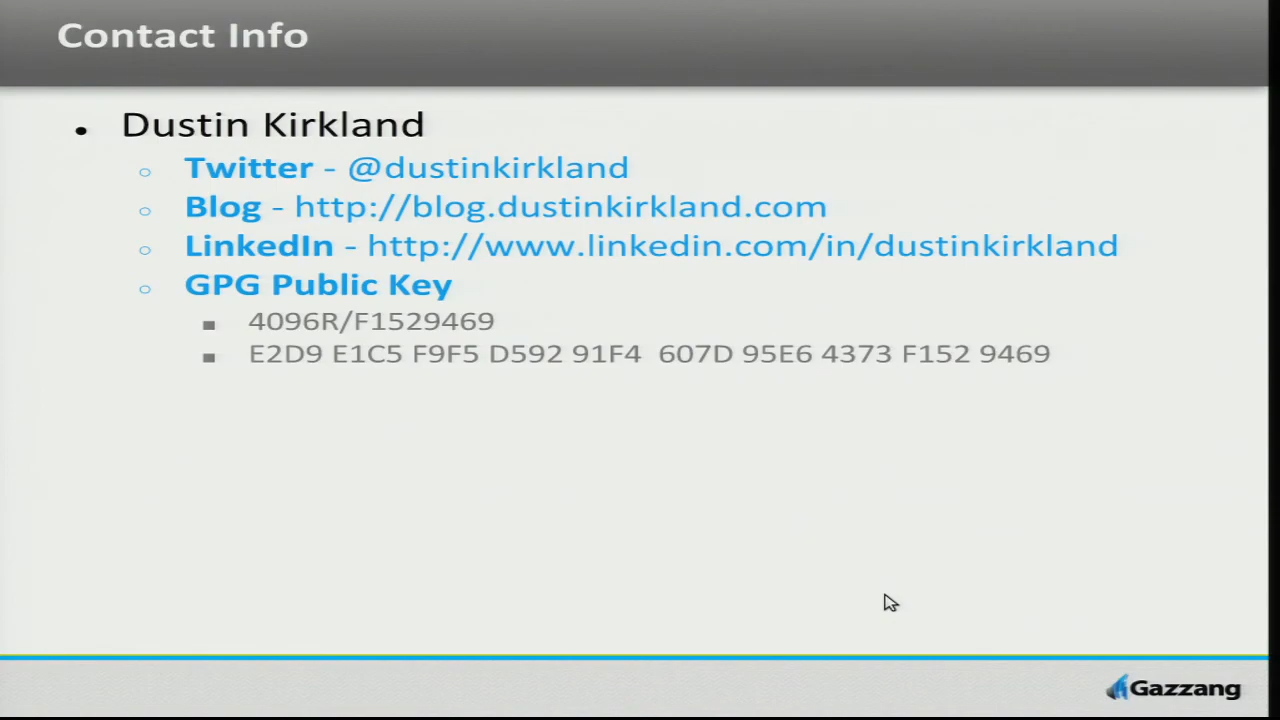 Contact Info
• Dustin Kirkland
○ Twitter - @dustinkirkland
○ Blog - http://blog.dustinkirkland.com
○ LinkedIn - http://www.linkedin.com/in/dustinkirkland
○ GPG Public Key
■ 4096R/F1529469
■ E2D9 E1C5 F9F5 D592 91F4  607D 95E6 4373 F152 9469
Gazzang